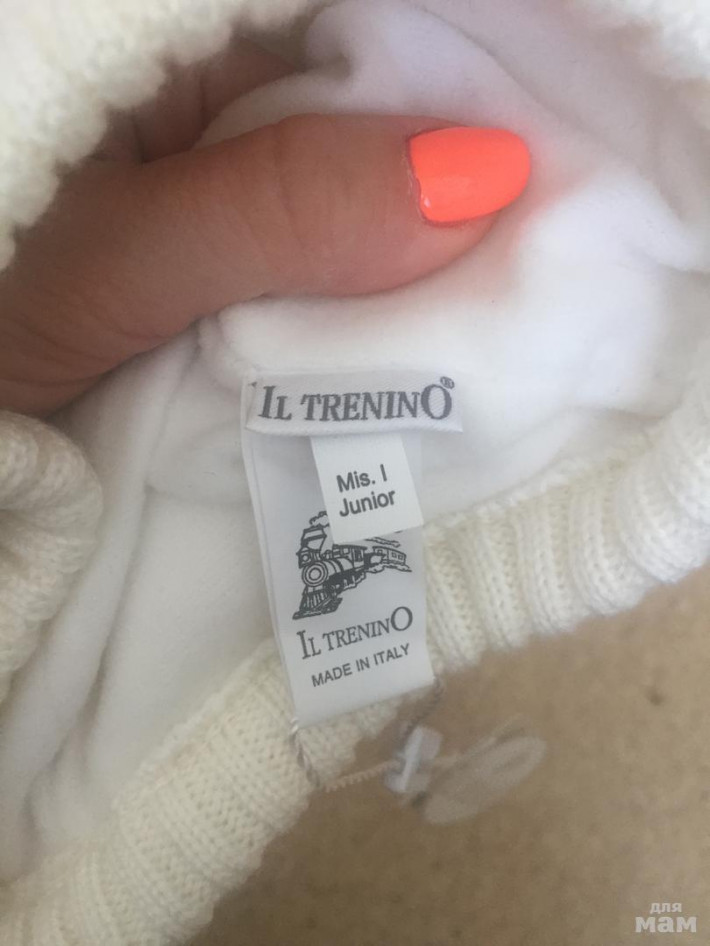 IL TRENINO®
Mis. I
Junior
IL TRENINO
MADE IN ITALY
для
мам